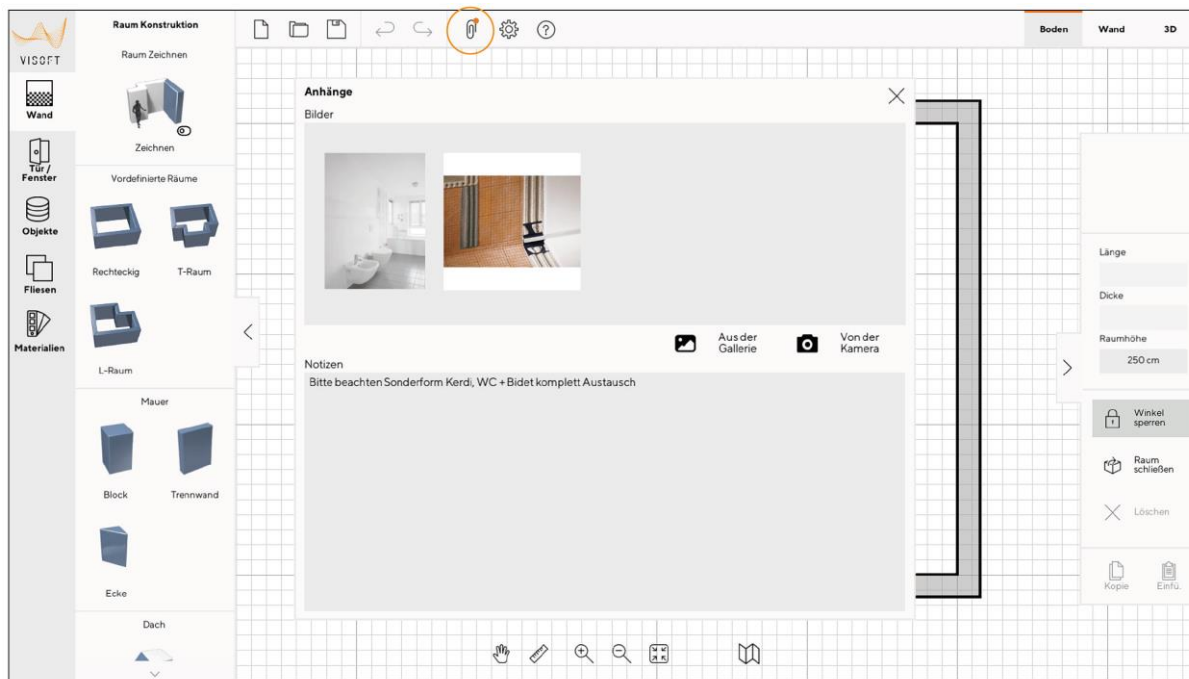 VISOFT
Wand
Tür /
Fenster
Objekte
Fliesen
Materialien
Raum Konstruktion
Raum Zeichnen
Zeichnen
Vordefinierte Räume
Rechteckig
T-Raum
L-Raum
Mauer
Block
Trennwand
Ecke
Dach
Boden
Wand
3D
Anhänge
Bilder
Aus der
Gallerie
Von der
Kamera
Notizen
Bitte beachten Sonderform Kerdi, WC + Bidet komplett Austausch
Länge
Dicke
Raumhöhe
250 cm
Winkel
sperren
Raum
schließen
Löschen
Kopie
Einfü.